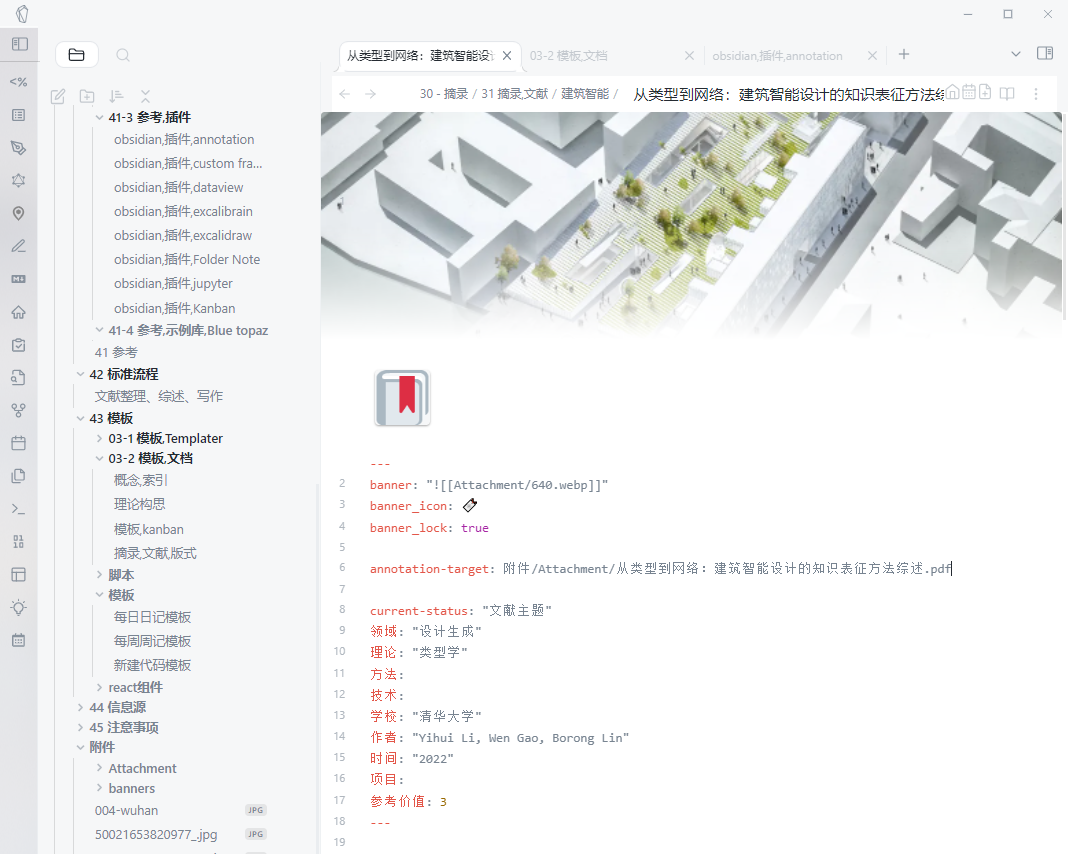 <%
从类型到网络：建筑智能设
03-2 模板,文档
obsidian,插件,annotation
30 - 摘录 / 31 摘录,文献 / 建筑智能 / 从类型到网络：建筑智能设计的知识表征方法综
41-3 参考,插件
obsidian,插件,annotation
obsidian,插件,custom fra...
obsidian,插件,dataview
obsidian,插件,excalibrain
obsidian,插件,excalidraw
obsidian,插件,Folder Note
obsidian,插件,jupyter
obsidian,插件,Kanban
41-4 参考,示例库,Blue topaz
41 参考
42 标准流程
文献整理、综述、写作
43 模板
03-1 模板,Templater
03-2 模板,文档
概念,索引
理论构思
模板,kanban
摘录,文献,版式
脚本
模板
每日日记模板
每周周记模板
新建代码模板
react组件
44 信息源
45 注意事项
附件
Attachment
banners
004-wuhan JPG
50021653820977_.jpg JPG
---
2 banner: "![[Attachment/640.webp]]"
3 banner_icon:
4 banner_lock: true
5
6 annotation-target: 附件/Attachment/从类型到网络：建筑智能设计的知识表征方法综述.pdf
7
8 current-status: "文献主题"
9 领域: "设计生成"
10 理论: "类型学"
11 方法:
12 技术:
13 学校: "清华大学"
14 作者: "Yihui Li, Wen Gao, Borong Lin"
15 时间: "2022"
16 项目:
17 参考价值: 3
18 ---
19